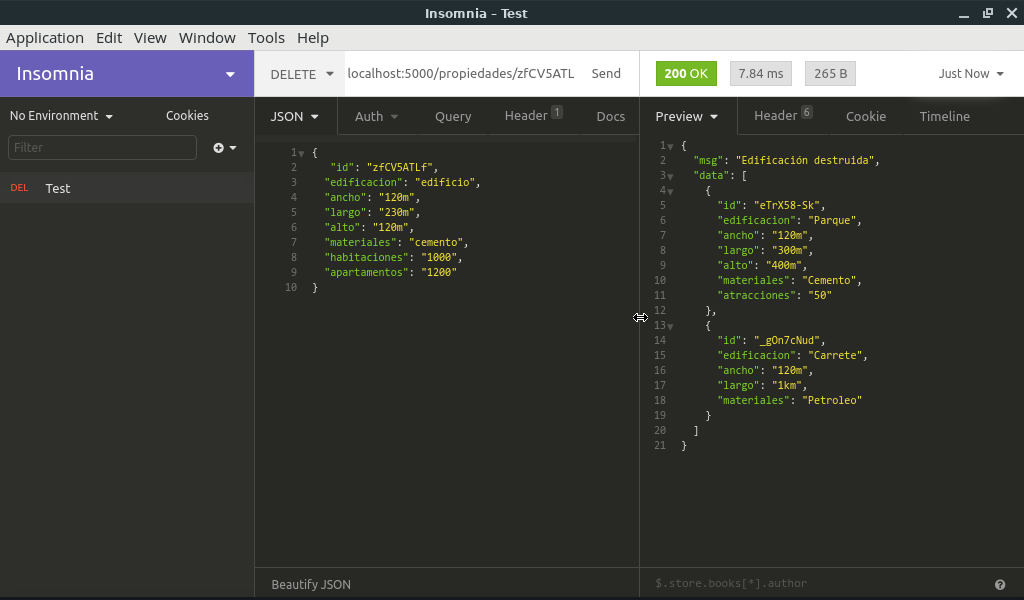 Insomnia – Test
Application Edit View Window Tools Help
Insomnia
DELETE localhost:5000/propiedades/zfCV5ATL Send
200 OK 7.84 ms 265 B Just Now
No Environment Cookies
Filter
DEL Test
JSON Auth Query Header 1 Docs
1 {
2 "id": "zfCV5ATLf",
3 "edificacion": "edificio",
4 "ancho": "120m",
5 "largo": "230m",
6 "alto": "120m",
7 "materiales": "cemento",
8 "habitaciones": "1000",
9 "apartamentos": "1200"
10 }
Beautify JSON
Preview Header 6 Cookie Timeline
1 {
2 "msg": "Edificación destruida",
3 "data": [
4 {
5 "id": "eTrX58-Sk",
6 "edificacion": "Parque",
7 "ancho": "120m",
8 "largo": "300m",
9 "alto": "400m",
10 "materiales": "Cemento",
11 "atracciones": "50"
12 },
13 {
14 "id": "_gOn7cNud",
15 "edificacion": "Carrete",
16 "ancho": "120m",
17 "largo": "1km",
18 "materiales": "Petroleo"
19 }
20 ]
21 }
$.store.books[*].author